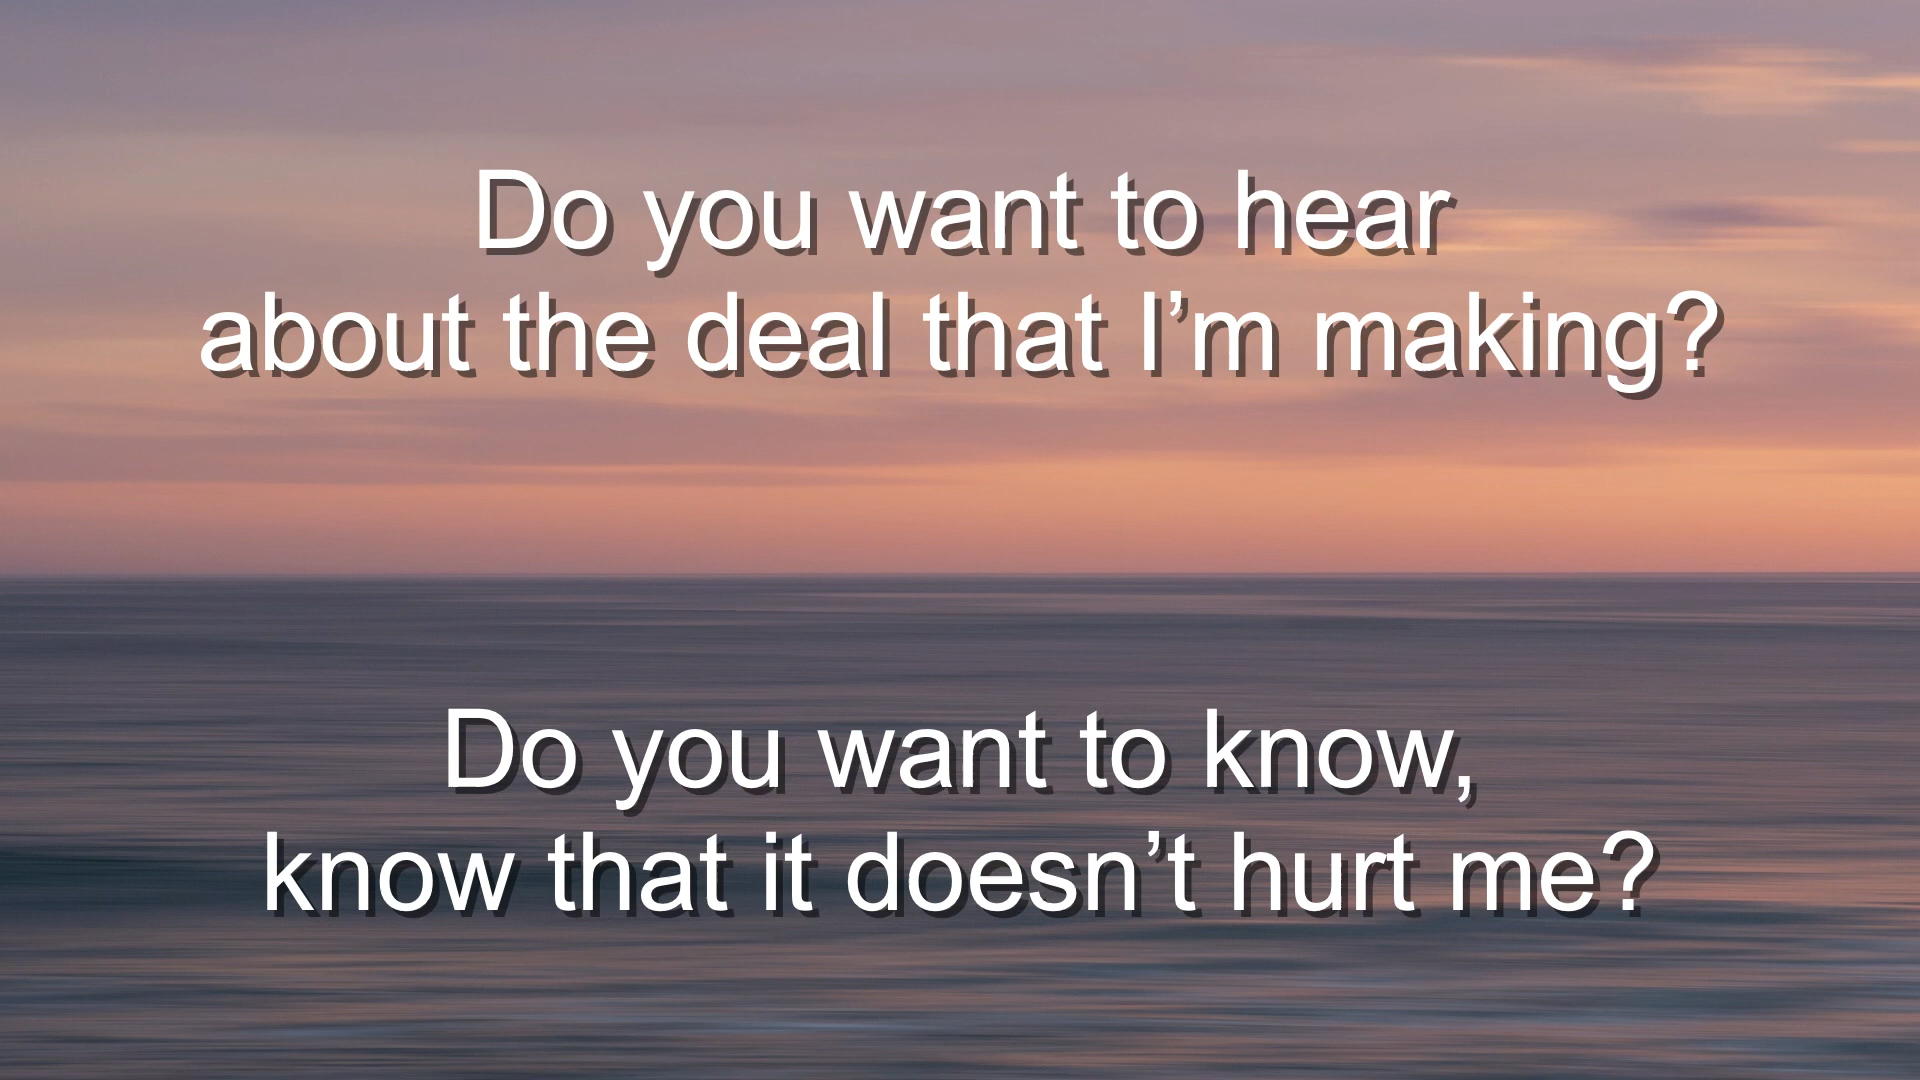 Do you want to hear
about the deal that I’m making?
Do you want to know,
know that it doesn’t hurt me?